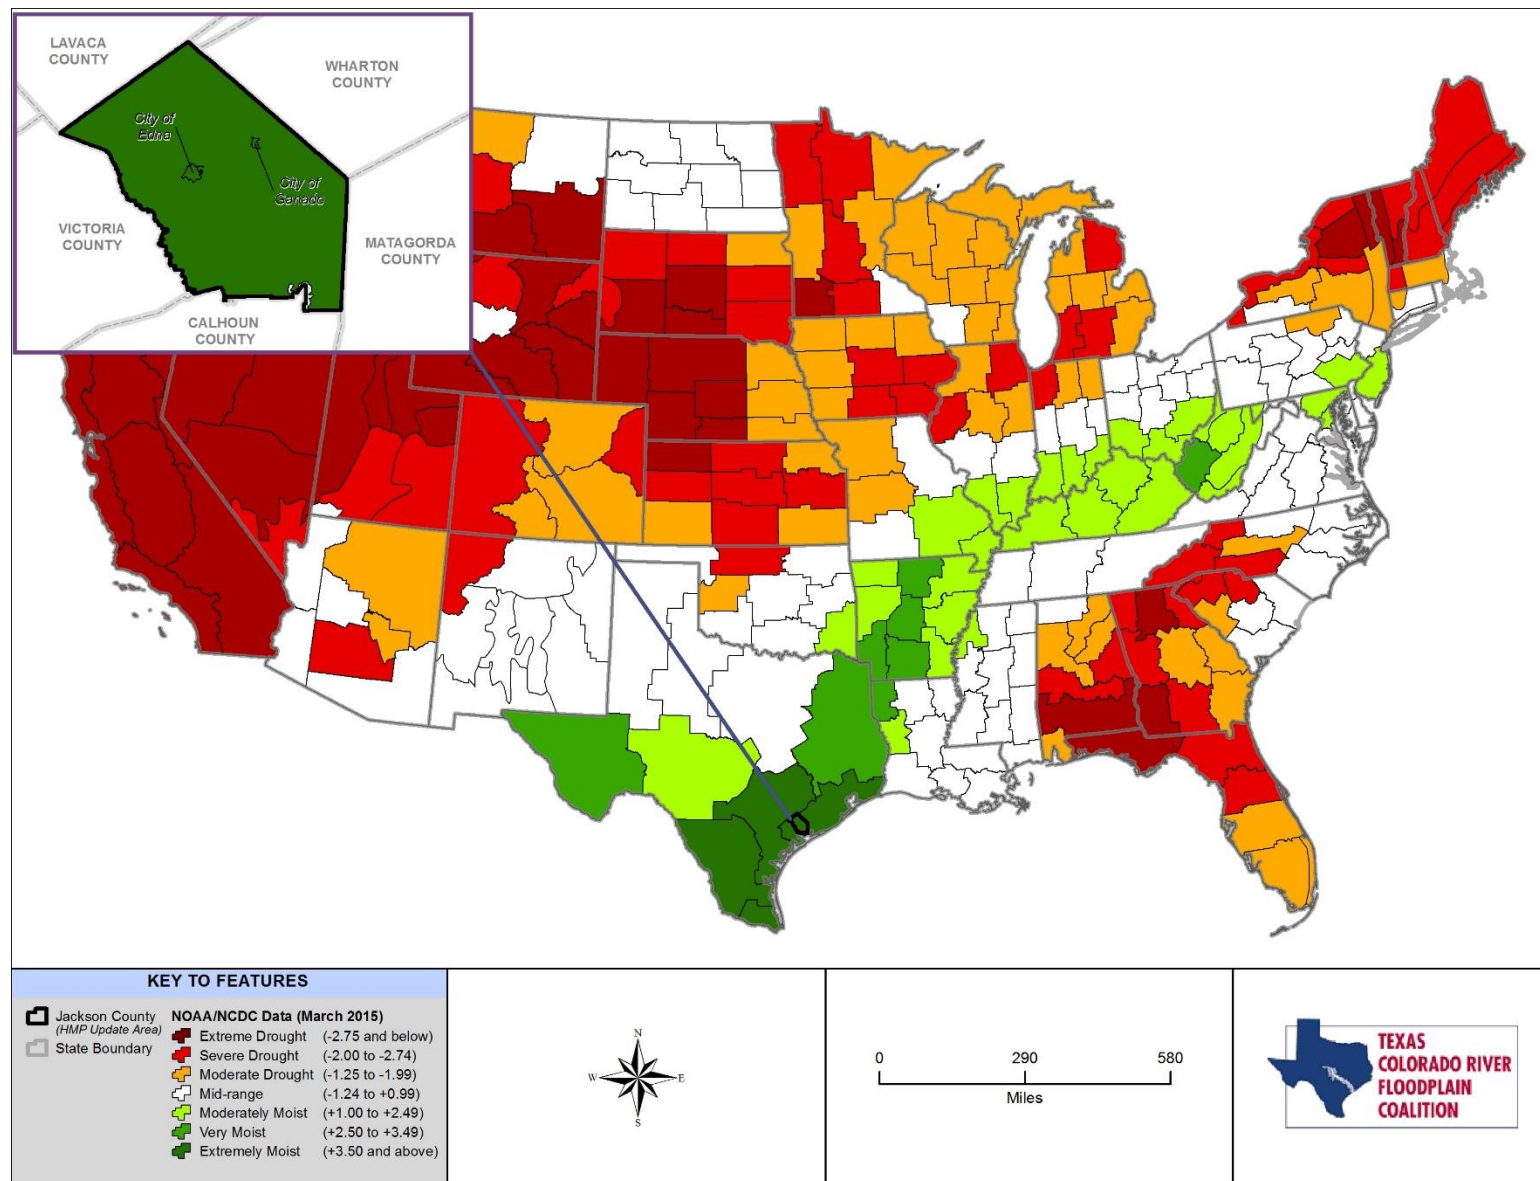 LAVACA
COUNTY
WHARTON
COUNTY
City of
Edna
City of
Ganado
VICTORIA
COUNTY
MATAGORDA
COUNTY
CALHOUN
COUNTY
KEY TO FEATURES
Jackson County
(HMP Update Area)
State Boundary
NOAA/NCDC Data (March 2015)
Extreme Drought (-2.75 and below)
Severe Drought (-2.00 to -2.74)
Moderate Drought (-1.25 to -1.99)
Mid-range (-1.24 to +0.99)
Moderately Moist (+1.00 to +2.49)
Very Moist (+2.50 to +3.49)
Extremely Moist (+3.50 and above)
N
W E
S
0 290 580
Miles
TEXAS
COLORADO RIVER
FLOODPLAIN
COALITION